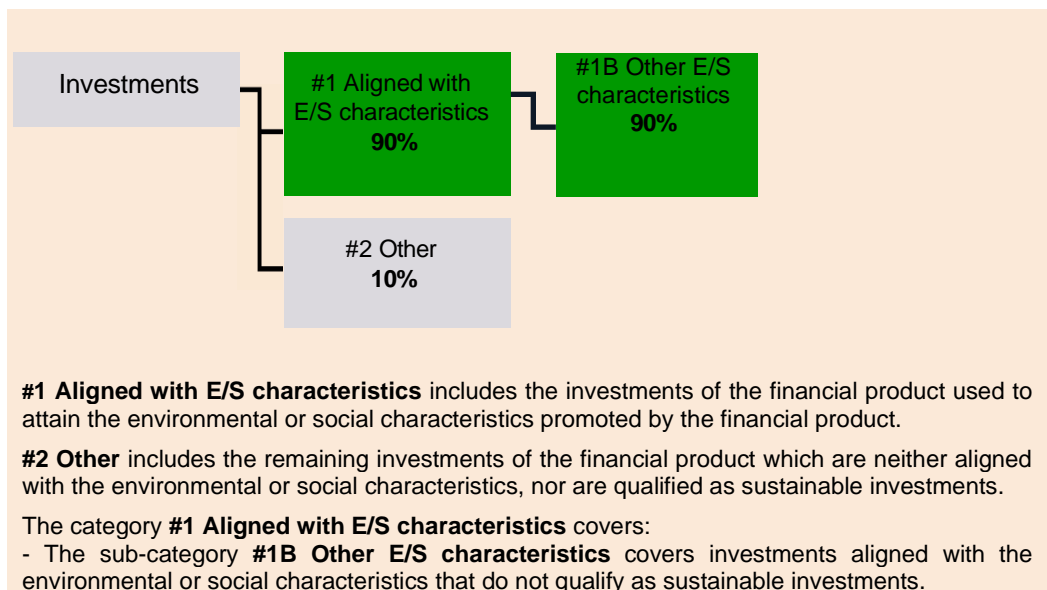 Investments
#1 Aligned with
E/S characteristics
90%
#1B Other E/S
characteristics
90%
#2 Other
10%
#1 Aligned with E/S characteristics includes the investments of the financial product used to
attain the environmental or social characteristics promoted by the financial product.
#2 Other includes the remaining investments of the financial product which are neither aligned
with the environmental or social characteristics, nor are qualified as sustainable investments.
The category #1 Aligned with E/S characteristics covers:
- The sub-category #1B Other E/S characteristics covers investments aligned with the
environmental or social characteristics that do not qualify as sustainable investments.